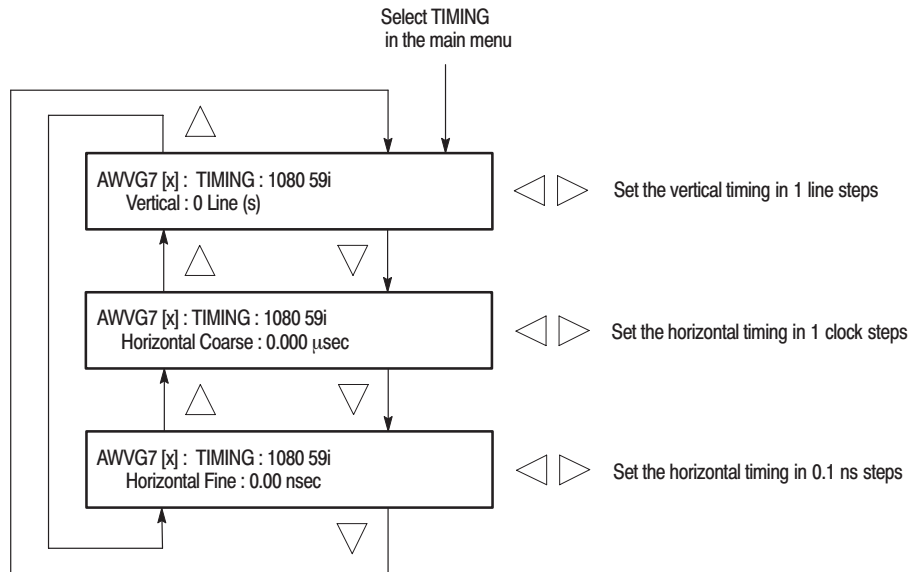 Select TIMING
in the main menu
AWVG7 [x] : TIMING : 1080 59i
Vertical : 0 Line (s)
Set the vertical timing in 1 line steps
AWVG7 [x] : TIMING : 1080 59i
Horizontal Coarse : 0.000 μsec
Set the horizontal timing in 1 clock steps
AWVG7 [x] : TIMING : 1080 59i
Horizontal Fine : 0.00 nsec
Set the horizontal timing in 0.1 ns steps